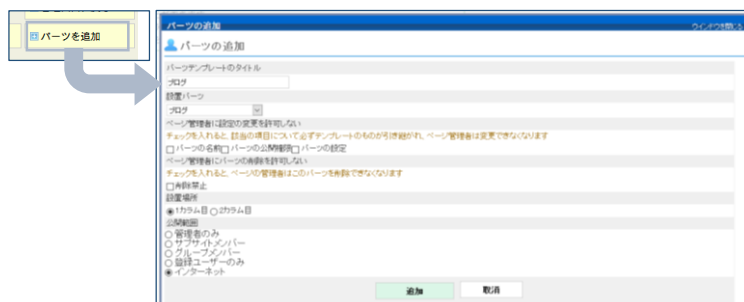 パーツを追加
パーツの追加
ウィンドウを閉じる
パーツの追加
パーツテンプレートのタイトル
ブログ
設置パーツ
ブログ
ページ管理者に設定の変更を許可しない
チェックを入れると、該当の項目について必ずテンプレートのものが引き継がれ、ページ管理者は変更できなくなります
パーツの名前 パーツの公開権限 パーツの設定
ページ管理者にパーツの削除を許可しない
チェックを入れると、ページの管理者はこのパーツを削除できなくなります
削除禁止
設置場所
1カラム目 2カラム目
公開範囲
管理者のみ
サブサイトメンバー
グループメンバー
登録ユーザーのみ
インターネット
追加 取消